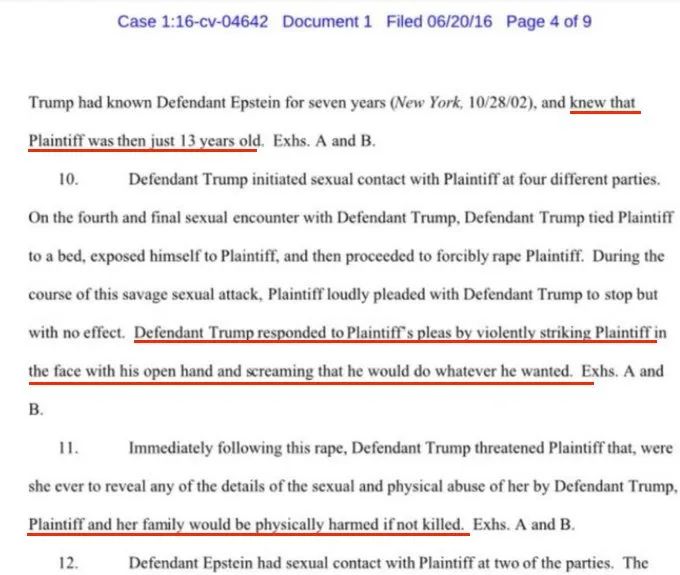 Case 1:16-cv-04642 Document 1 Filed 06/20/16 Page 4 of 9
Trump had known Defendant Epstein for seven years (New York, 10/28/02), and knew that
Plaintiff was then just 13 years old. Exhs. A and B.
10. Defendant Trump initiated sexual contact with Plaintiff at four different parties.
On the fourth and final sexual encounter with Defendant Trump, Defendant Trump tied Plaintiff
to a bed, exposed himself to Plaintiff, and then proceeded to forcibly rape Plaintiff. During the
course of this savage sexual attack, Plaintiff loudly pleaded with Defendant Trump to stop but
with no effect. Defendant Trump responded to Plaintiff's pleas by violently striking Plaintiff in
the face with his open hand and screaming that he would do whatever he wanted. Exhs. A and
B.
11. Immediately following this rape, Defendant Trump threatened Plaintiff that, were
she ever to reveal any of the details of the sexual and physical abuse of her by Defendant Trump,
Plaintiff and her family would be physically harmed if not killed. Exhs. A and B.
12. Defendant Epstein had sexual contact with Plaintiff at two of the parties. The